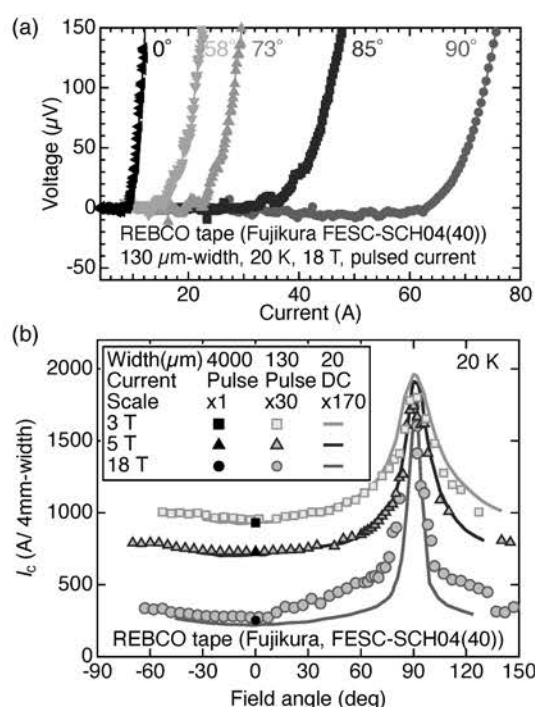 (a)
150
100
50
0
-50
Voltage (µV)
0° 58° 73° 85° 90°
REBCO tape (Fujikura FESC-SCH04(40))
130 µm-width, 20 K, 18 T, pulsed current
20 40 60 80
Current (A)
(b)
2000
1500
1000
500
0
Ic (A/ 4mm-width)
Width(µm) 4000 130 20
Current Pulse Pulse DC
Scale x1 x30 x170
3 T
5 T
18 T
20 K
REBCO tape (Fujikura, FESC-SCH04(40))
-90 -60 -30 0 30 60 90 120 150
Field angle (deg)